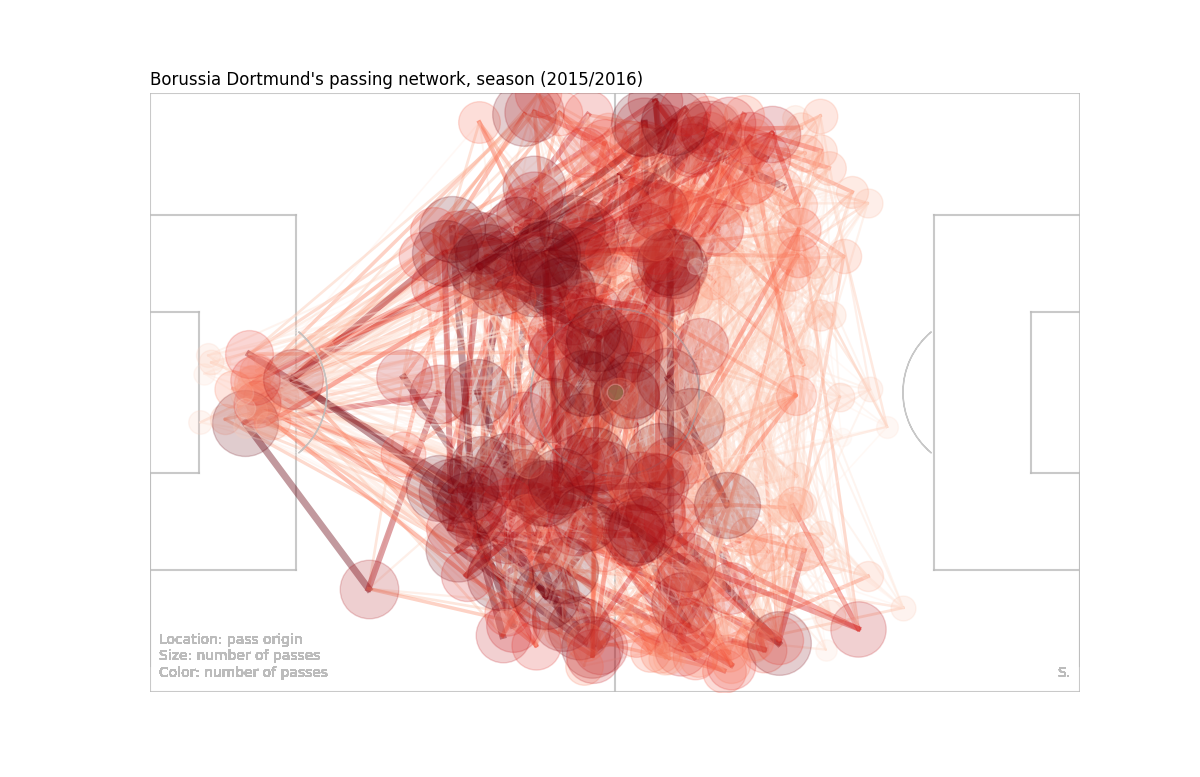 Borussia Dortmund's passing network, season (2015/2016)
Location: pass origin
Size: number of passes
Color: number of passes
S.